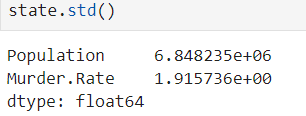 state.std()
Population 6.848235e+06
Murder.Rate 1.915736e+00
dtype: float64